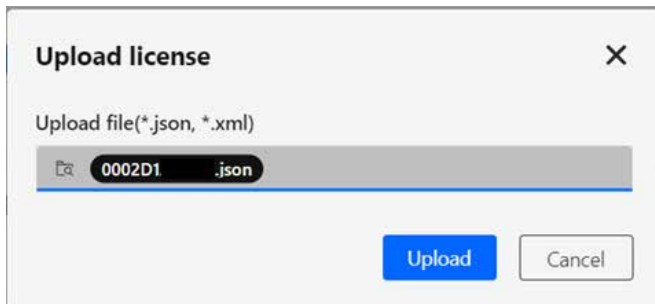 Upload license
Upload file(*.json, *.xml)
0002D1 .json
Upload
Cancel